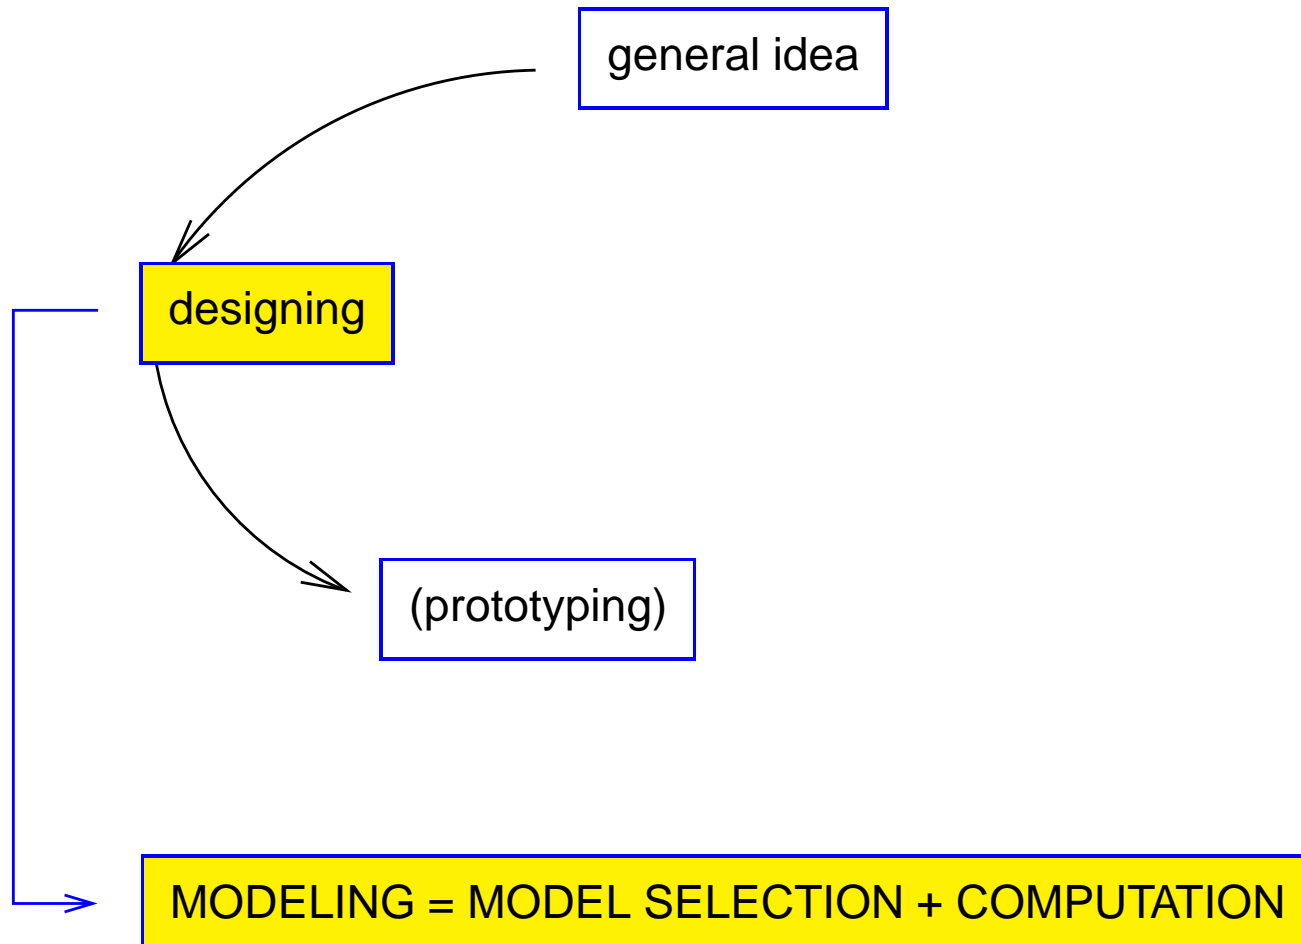 general idea
designing
(prototyping)
MODELING = MODEL SELECTION + COMPUTATION